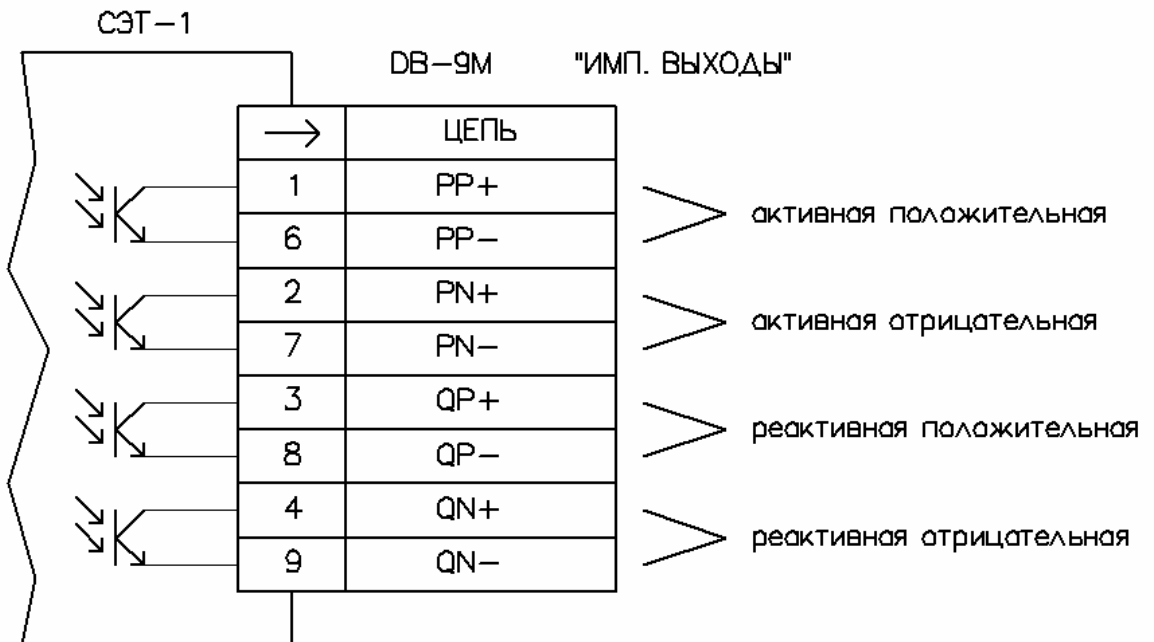 СЭТ-1
DB-9M "ИМП. ВЫХОДЫ"
→ ЦЕПЬ
1 PP+
6 PP-
активная положительная
2 PN+
7 PN-
активная отрицательная
3 QP+
8 QP-
реактивная положительная
4 QN+
9 QN-
реактивная отрицательная